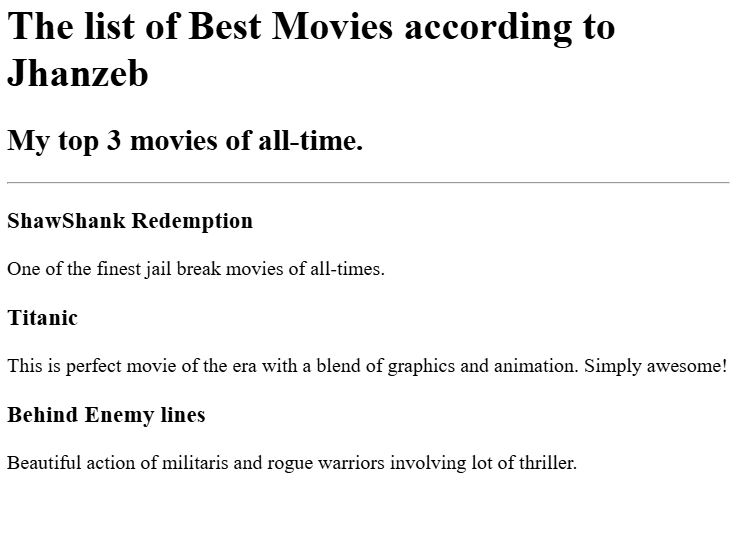 The list of Best Movies according to
Jhanzeb
My top 3 movies of all-time.
ShawShank Redemption
One of the finest jail break movies of all-times.
Titanic
This is perfect movie of the era with a blend of graphics and animation. Simply awesome!
Behind Enemy lines
Beautiful action of militaris and rogue warriors involving lot of thriller.